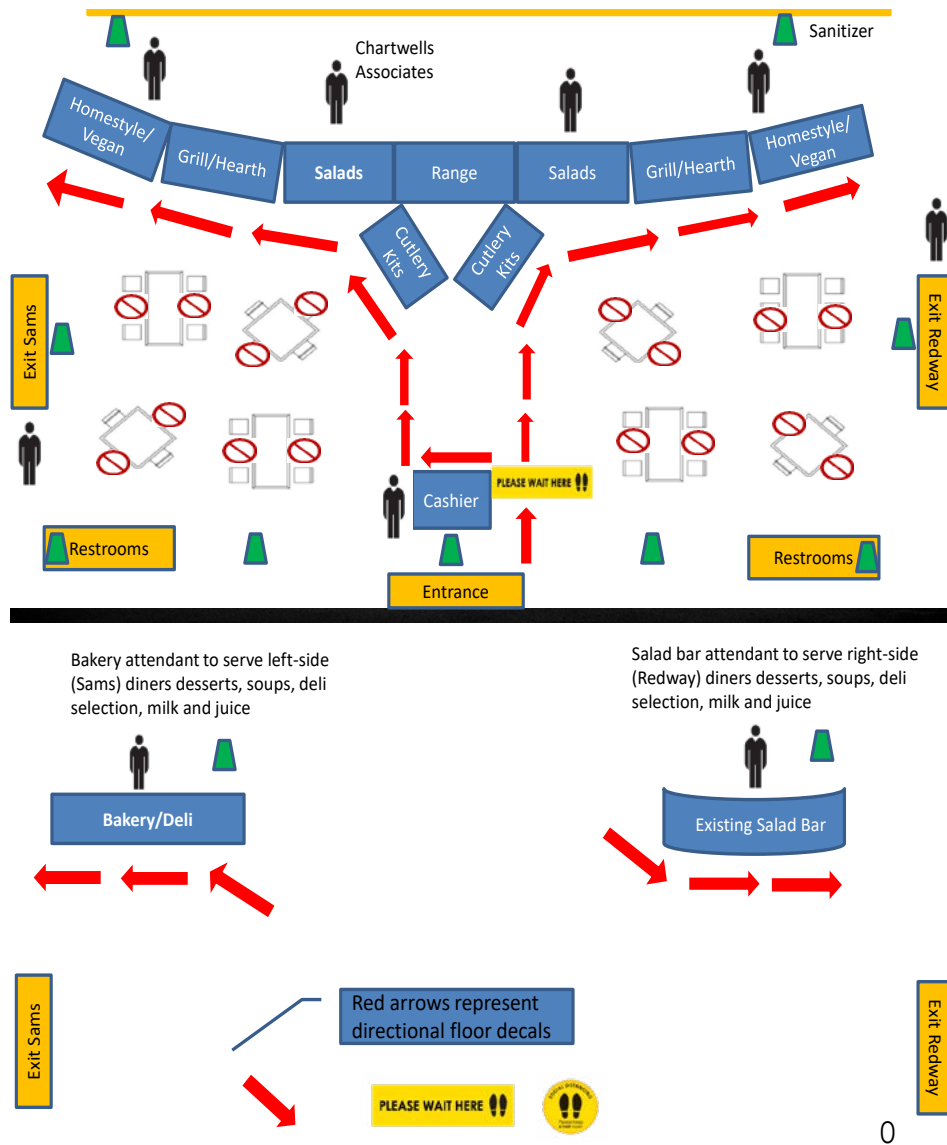 Sanitizer
Chartwells
Associates
Homestyle/
Vegan
Grill/Hearth
Salads
Range
Salads
Grill/Hearth
Homestyle/
Vegan
Cutlery
Kits
Cutlery
Kits
Exit Sams
Exit Redway
Cashier
PLEASE WAIT HERE
Restrooms
Restrooms
Entrance
Bakery attendant to serve left-side
(Sams) diners desserts, soups, deli
selection, milk and juice
Salad bar attendant to serve right-side
(Redway) diners desserts, soups, deli
selection, milk and juice
Bakery/Deli
Existing Salad Bar
Exit Sams
Exit Redway
Red arrows represent
directional floor decals
PLEASE WAIT HERE
SOCIAL DISTANCING
0